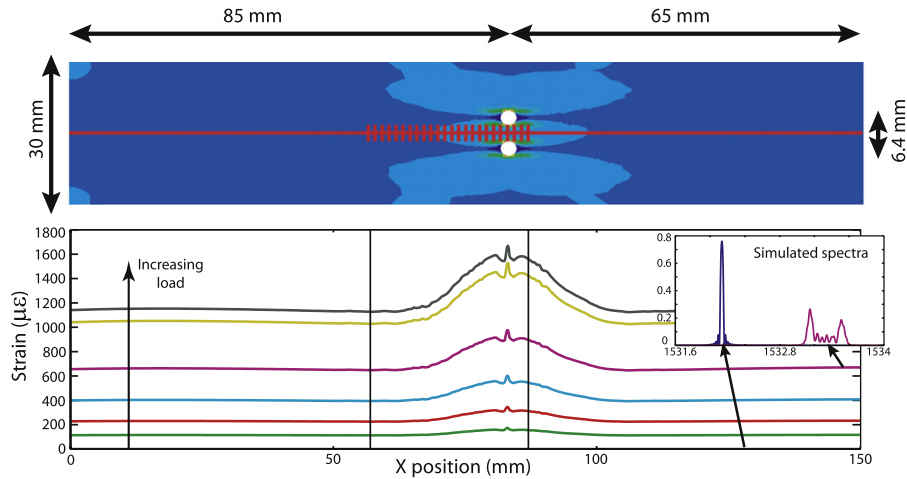 85 mm
65 mm
30 mm
6.4 mm
1800
1600
1400
1200
1000
800
600
400
200
0
Strain (με)
Increasing
load
0
50
100
150
X position (mm)
Simulated spectra
0.8
0.6
0.4
0.2
0
1531.6
1532.8
1534